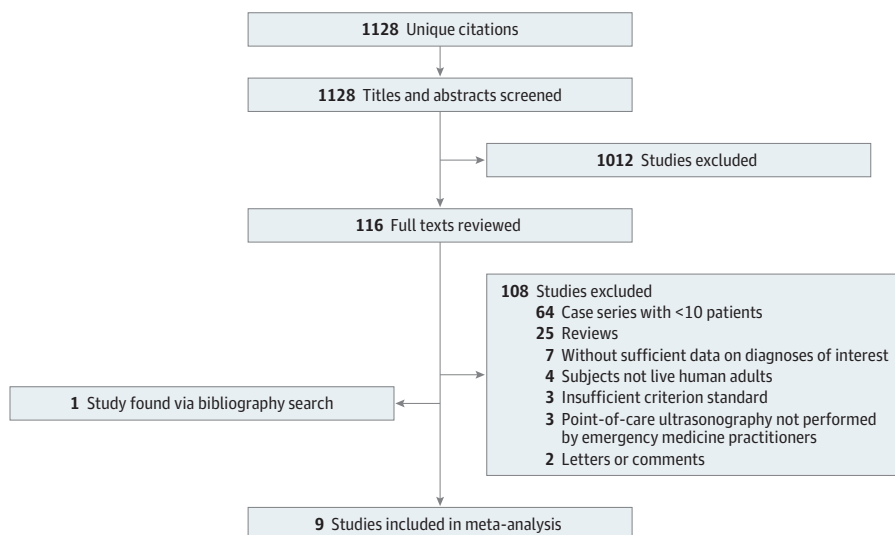 1128 Unique citations
1128 Titles and abstracts screened
1012 Studies excluded
116 Full texts reviewed
108 Studies excluded
64 Case series with <10 patients
25 Reviews
7 Without sufficient data on diagnoses of interest
4 Subjects not live human adults
3 Insufficient criterion standard
3 Point-of-care ultrasonography not performed
by emergency medicine practitioners
2 Letters or comments
1 Study found via bibliography search
9 Studies included in meta-analysis